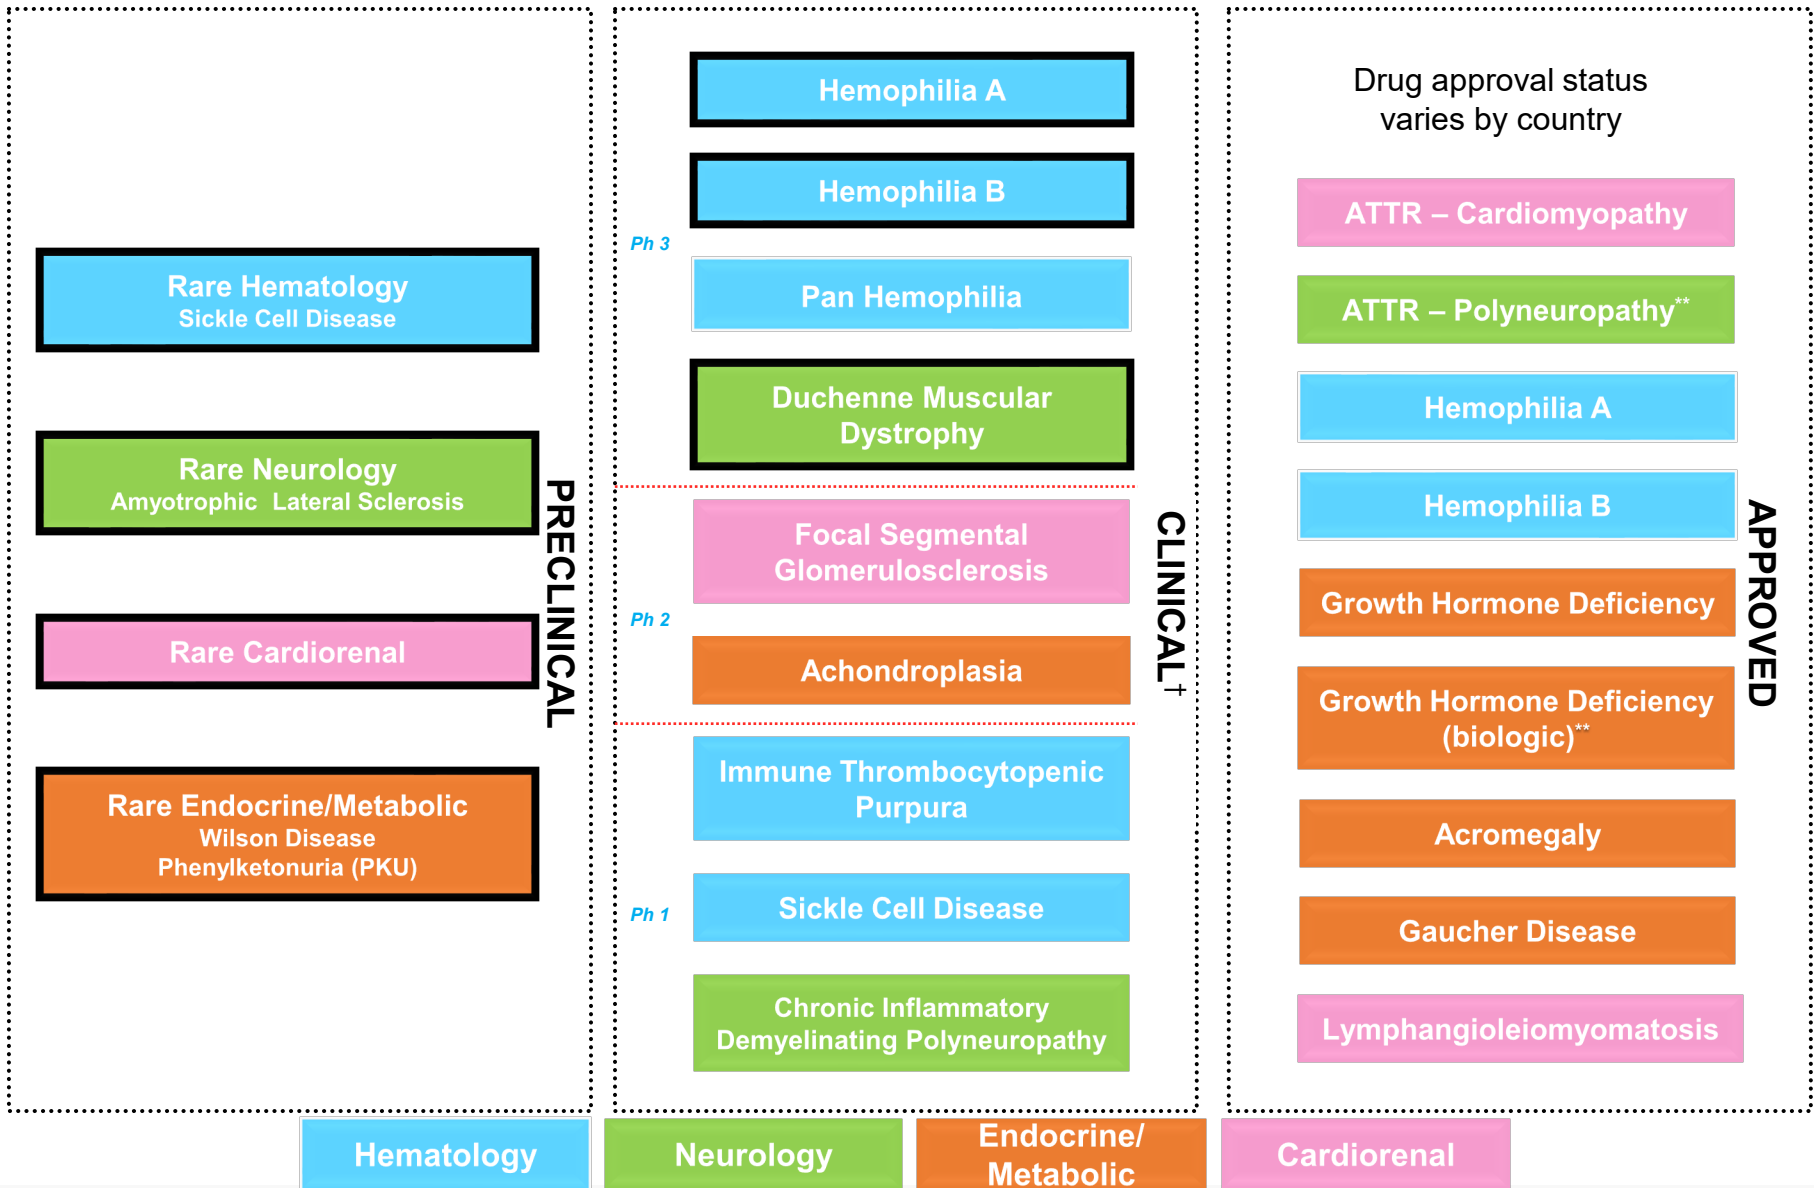 Rare Hematology
Sickle Cell Disease
Rare Neurology
Amyotrophic Lateral Sclerosis
Rare Cardiorenal
Rare Endocrine/Metabolic
Wilson Disease
Phenylketonuria (PKU)
PRECLINICAL
Hemophilia A
Hemophilia B
Ph 3
Pan Hemophilia
Duchenne Muscular
Dystrophy
Focal Segmental
Glomerulosclerosis
Ph 2
Achondroplasia
Immune Thrombocytopenic
Purpura
Sickle Cell Disease
Ph 1
Chronic Inflammatory
Demyelinating Polyneuropathy
CLINICAL†
Drug approval status
varies by country
ATTR – Cardiomyopathy
ATTR – Polyneuropathy**
Hemophilia A
Hemophilia B
Growth Hormone Deficiency
Growth Hormone Deficiency
(biologic)**
Acromegaly
Gaucher Disease
Lymphangioleiomyomatosis
APPROVED
Hematology
Neurology
Endocrine/
Metabolic
Cardiorenal